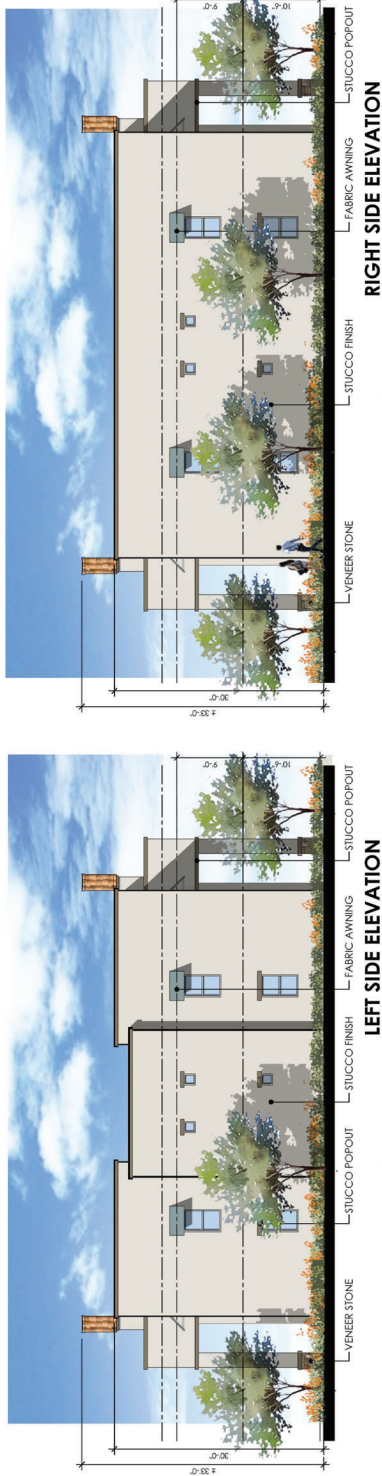 ± 33'-0"
30'-0"
9'-0"
10'-6"
VENEER STONE
STUCCO POPOUT
STUCCO FINISH
FABRIC AWNING
STUCCO POPOUT
LEFT SIDE ELEVATION
± 33'-0"
30'-0"
9'-0"
10'-6"
VENEER STONE
STUCCO FINISH
FABRIC AWNING
STUCCO POPOUT
RIGHT SIDE ELEVATION